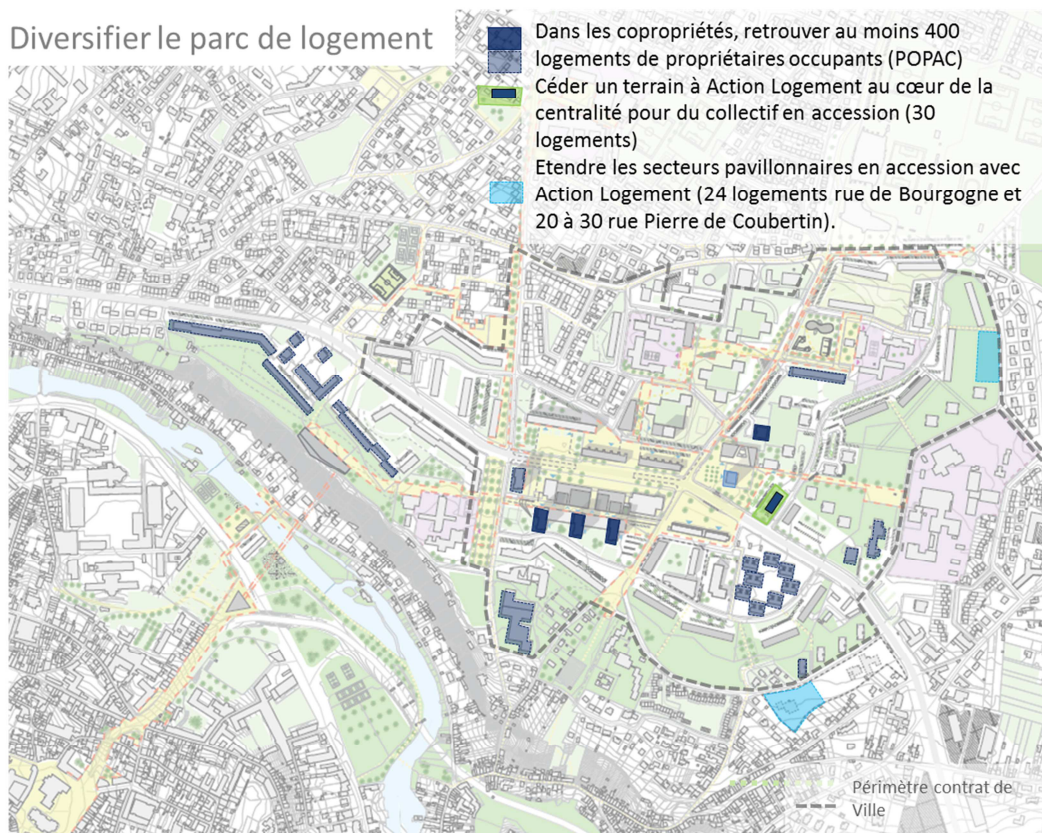 Diversifier le parc de logement
Dans les copropriétés, retrouver au moins 400
logements de propriétaires occupants (POPAC)
Céder un terrain à Action Logement au cœur de la
centralité pour du collectif en accession (30
logements)
Etendre les secteurs pavillonnaires en accession avec
Action Logement (24 logements rue de Bourgogne et
20 à 30 rue Pierre de Coubertin).
Périmètre contrat de
Ville